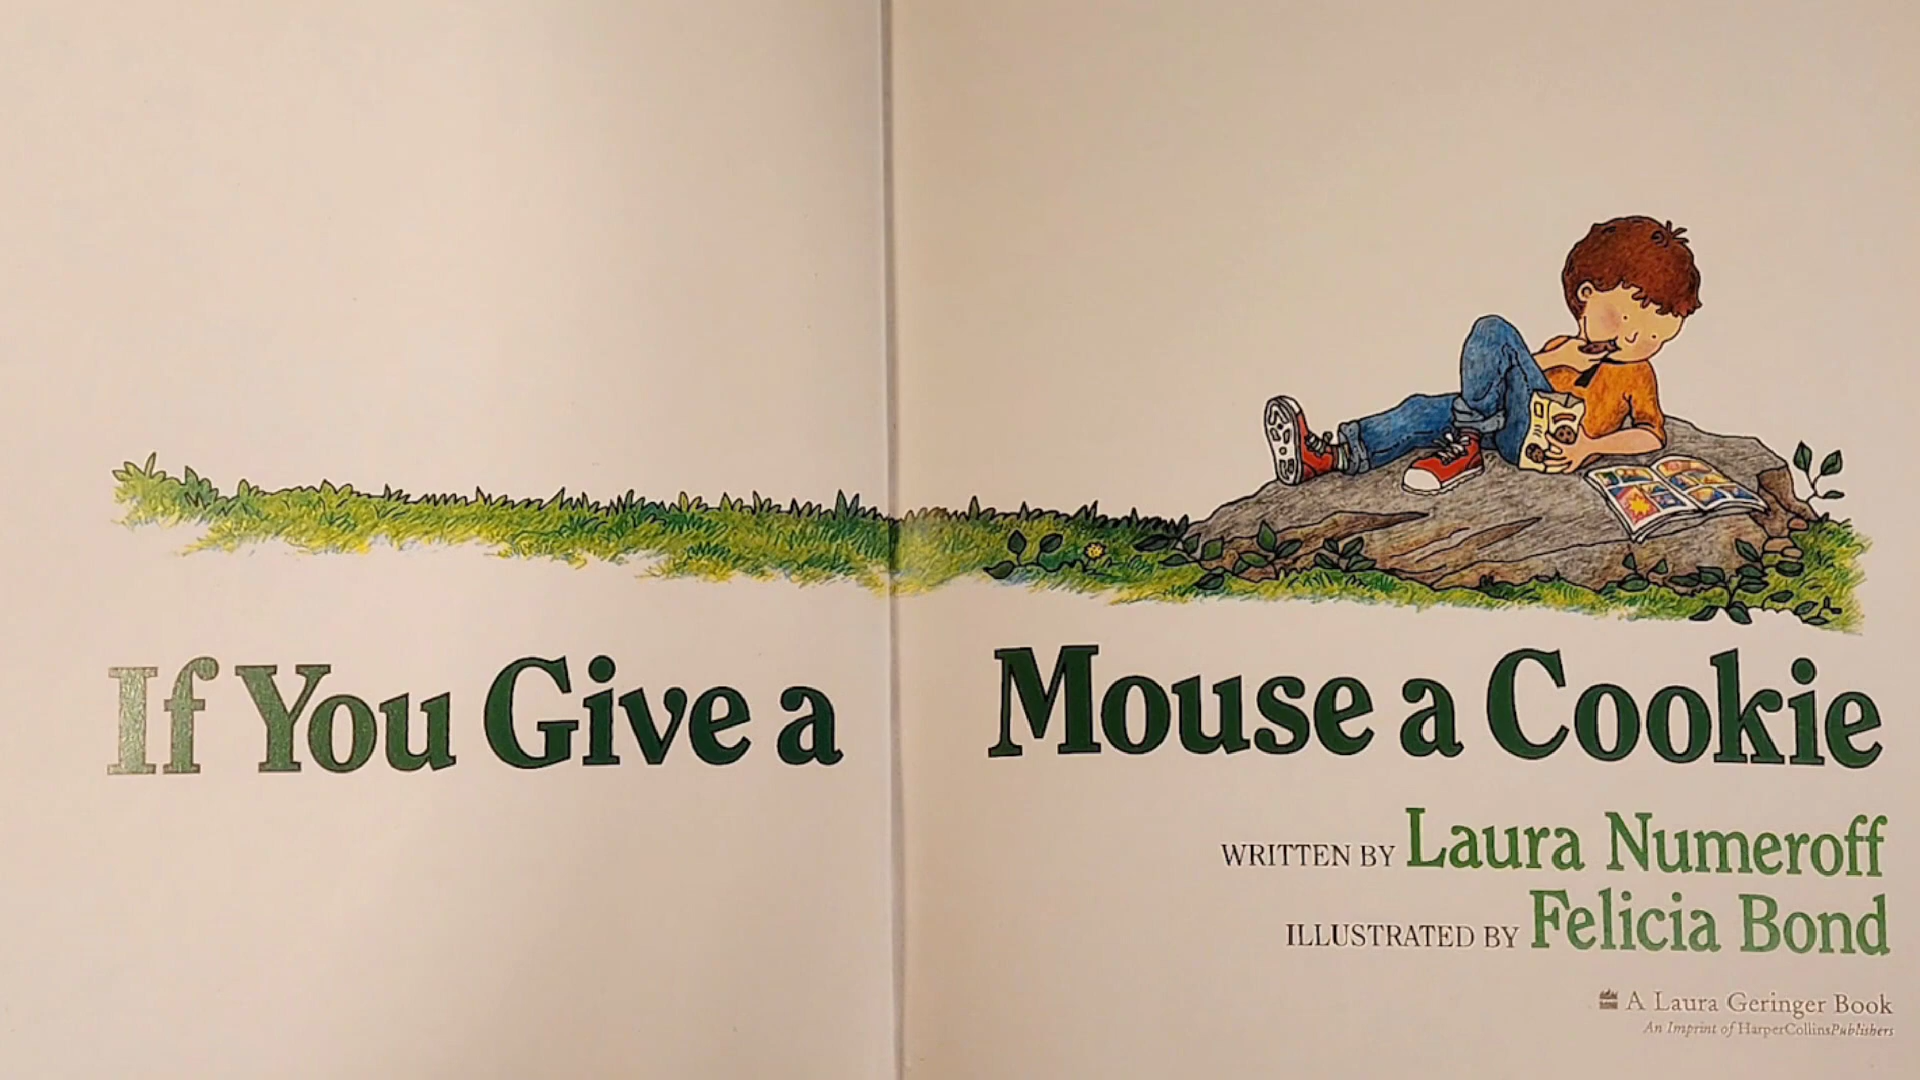 If You Give a Mouse a Cookie
WRITTEN BY Laura Numeroff
ILLUSTRATED BY Felicia Bond
A Laura Geringer Book
An Imprint of HarperCollinsPublishers